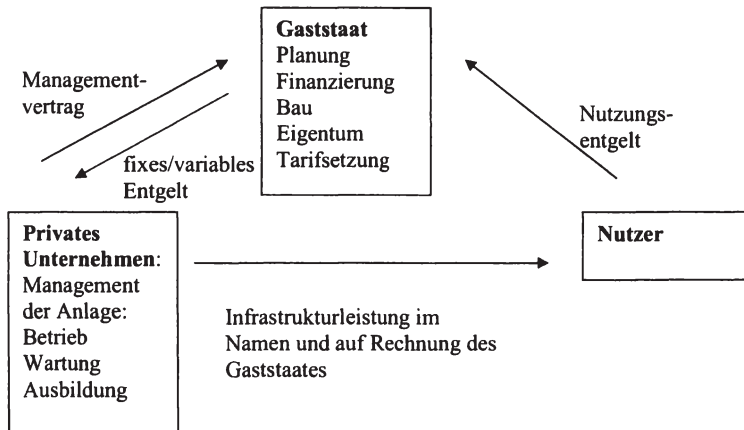 Gaststaat
Planung
Finanzierung
Bau
Eigentum
Tarifsetzung
Management-
vertrag
fixes/variables
Entgelt
Nutzungs-
entgelt
Privates
Unternehmen:
Management
der Anlage:
Betrieb
Wartung
Ausbildung
Nutzer
Infrastrukturleistung im
Namen und auf Rechnung des
Gaststaates